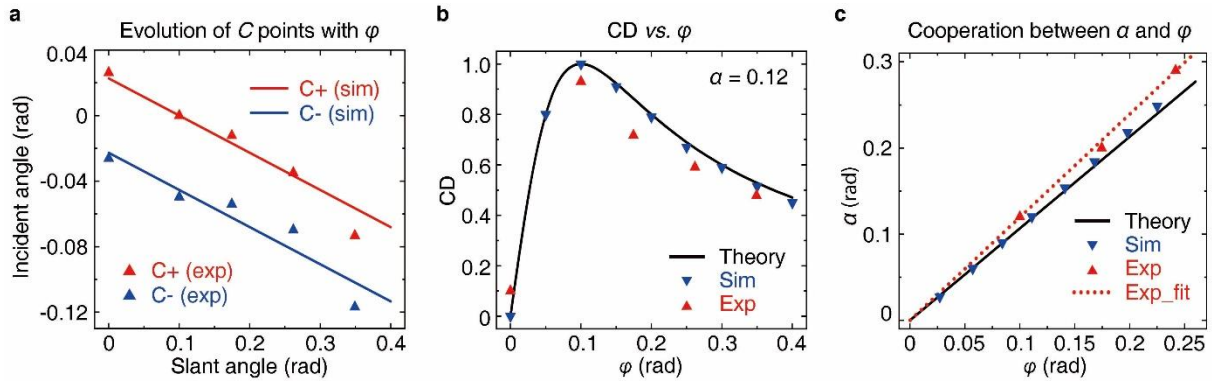 a
Evolution of C points with φ
Incident angle (rad)
0.04
0
-0.04
-0.08
-0.12
C+ (sim)
C- (sim)
C+ (exp)
C- (exp)
0 0.1 0.2 0.3 0.4
Slant angle (rad)
b
CD vs. φ
CD
1.0
0.8
0.6
0.4
0.2
0
α = 0.12
Theory
Sim
Exp
0 0.1 0.2 0.3 0.4
φ (rad)
c
Cooperation between α and φ
α (rad)
0.3
0.2
0.1
0
Theory
Sim
Exp
Exp_fit
0 0.05 0.1 0.15 0.20 0.25
φ (rad)